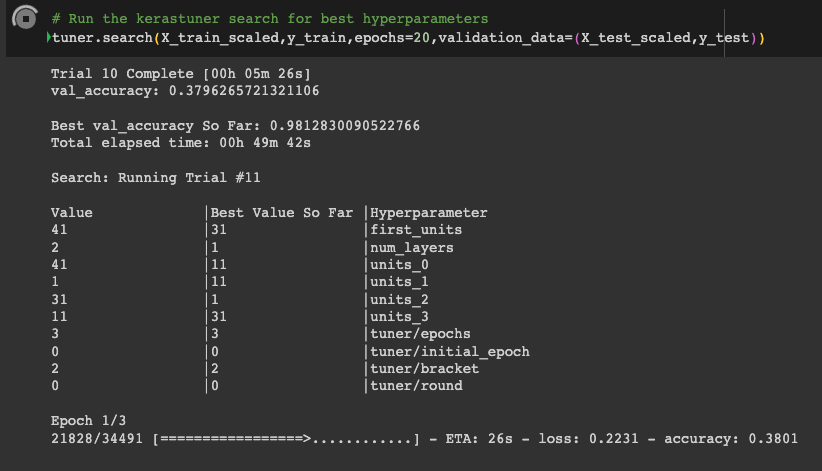 # Run the kerastuner search for best hyperparameters
tuner.search(X_train_scaled,y_train,epochs=20,validation_data=(X_test_scaled,y_test))
Trial 10 Complete [00h 05m 26s]
val_accuracy: 0.3796265721321106
Best val_accuracy So Far: 0.9812830090522766
Total elapsed time: 00h 49m 42s
Search: Running Trial #11
Value             |Best Value So Far |Hyperparameter
41                |31                |first_units
2                 |1                 |num_layers
41                |11                |units_0
1                 |11                |units_1
31                |1                 |units_2
11                |31                |units_3
3                 |3                 |tuner/epochs
0                 |0                 |tuner/initial_epoch
2                 |2                 |tuner/bracket
0                 |0                 |tuner/round
Epoch 1/3
21828/34491 [=================>............] - ETA: 26s - loss: 0.2231 - accuracy: 0.3801